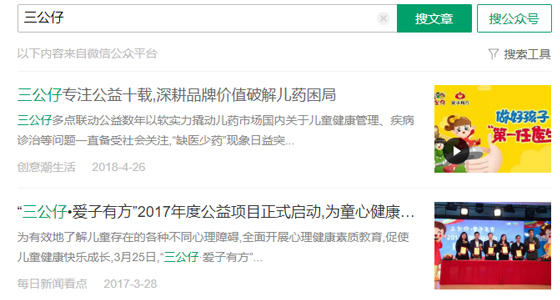 三公仔
搜文章
搜公众号
以下内容来自微信公众平台
搜索工具
三公仔专注公益十载,深耕品牌价值破解儿药困局
三公仔多点联动公益数年以软实力撬动儿药市场国内关于儿童健康管理、疾病
诊治等问题一直备受社会关注,“缺医少药”现象日益突...
创意潮生活 2018-4-26
做好孩子
“第一任医生
“三公仔•爱子有方”2017年度公益项目正式启动,为童心健康…
为有效地了解儿童存在的各种不同心理障碍,全面开展心理健康素质教育,促使
儿童健康快乐成长,3月25日,“三公仔·爱子有方”...
每日新闻看点 2017-3-28